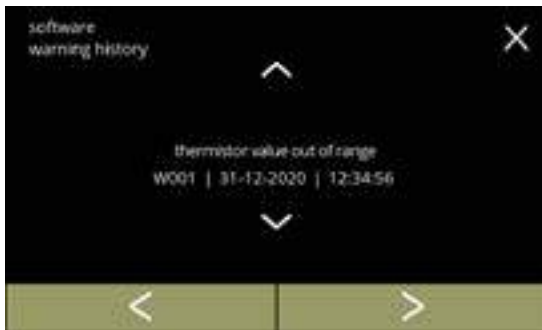 software
warning history
thermistor value out of range
W001 | 31-12-2020 | 12:34:56